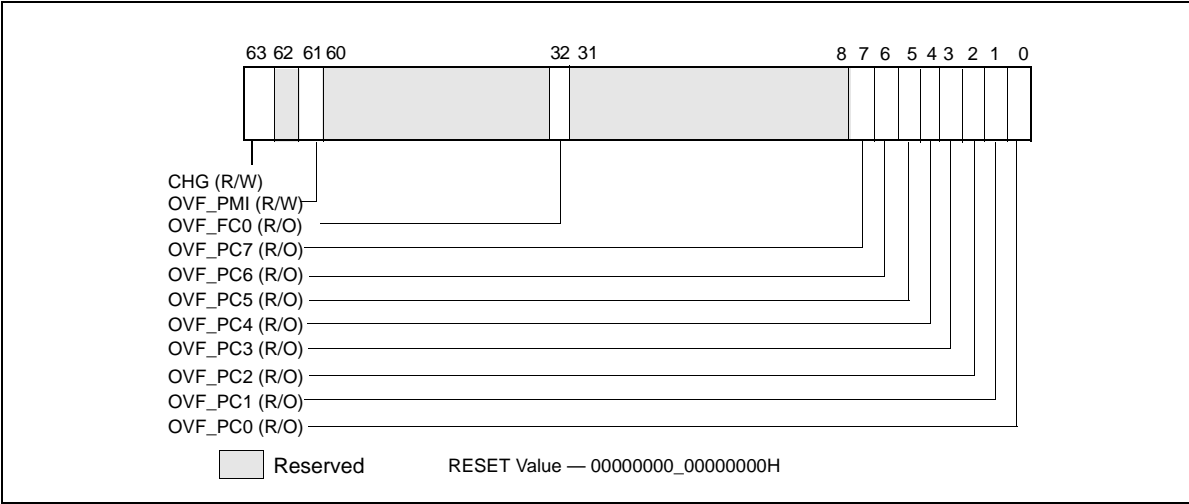 63 62 61 60 32 31 8 7 6 5 4 3 2 1 0
CHG (R/W)
OVF_PMI (R/W)
OVF_FC0 (R/O)
OVF_PC7 (R/O)
OVF_PC6 (R/O)
OVF_PC5 (R/O)
OVF_PC4 (R/O)
OVF_PC3 (R/O)
OVF_PC2 (R/O)
OVF_PC1 (R/O)
OVF_PC0 (R/O)
Reserved RESET Value — 00000000_00000000H